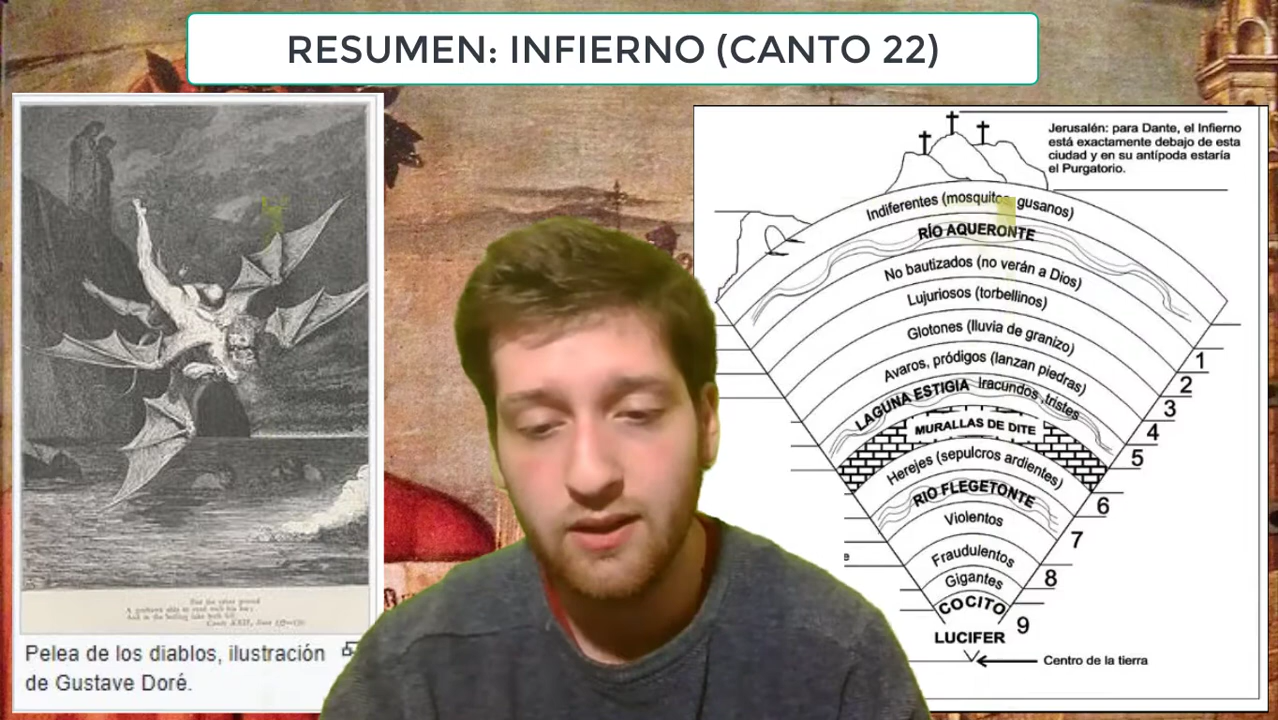 RESUMEN: INFIERNO (CANTO 22)
Pelea de los diablos, ilustración
de Gustave Doré.
Jerusalén: para Dante, el Infierno
está exactamente debajo de esta
ciudad y en su antípoda estaría
el Purgatorio.
Indiferentes (mosquitos, gusanos)
RÍO AQUERONTE
No bautizados (no verán a Dios)
Lujuriosos (torbellinos)
Glotones (lluvia de granizo)
Avaros, pródigos (lanzan piedras)
LAGUNA ESTIGIA Iracundos ,tristes
MURALLAS DE DITE
Herejes (sepulcros ardientes)
RIO FLEGETONTE
Violentos
Fraudulentos
Gigantes
COCITO
LUCIFER
Centro de la tierra
1
2
3
4
5
6
7
8
9